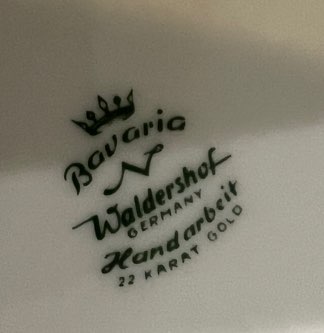 Bavaria
N
Waldershof
GERMANY
Handarbeit
22 KARAT GOLD